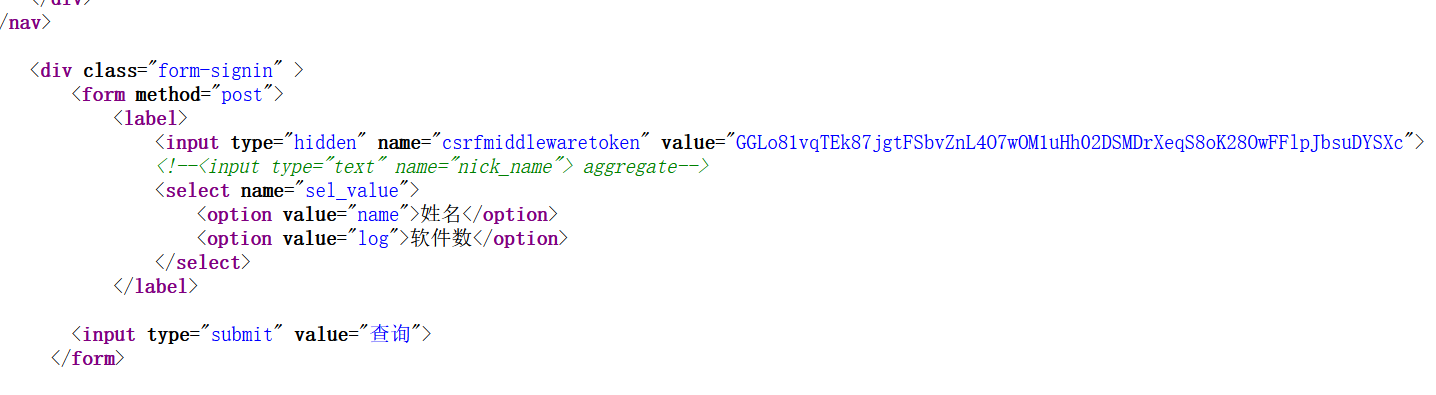 </div>
/nav>
<div class="form-signin" >
<form method="post">
<label>
<input type="hidden" name="csrfmiddlewaretoken" value="GGLo81vqTEk87jgtFSbvZnL4O7wOM1uHh02DSMDrXeqS8oK28OwFFlpJbsuDYSXc">
<!--<input type="text" name="nick_name"> aggregate-->
<select name="sel_value">
<option value="name">姓名</option>
<option value="log">软件数</option>
</select>
</label>
<input type="submit" value="查询">
</form>